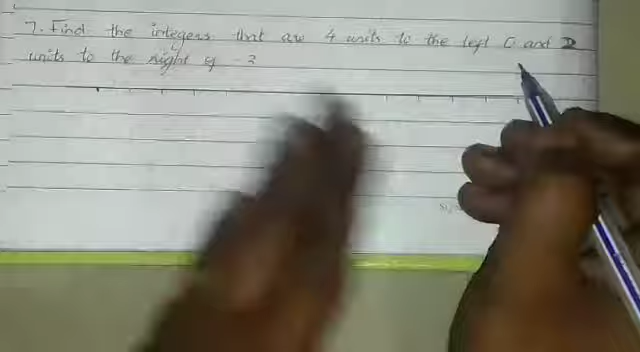 7. Find the integers that are 4 units to the left 0 and 2
units to the right of -3